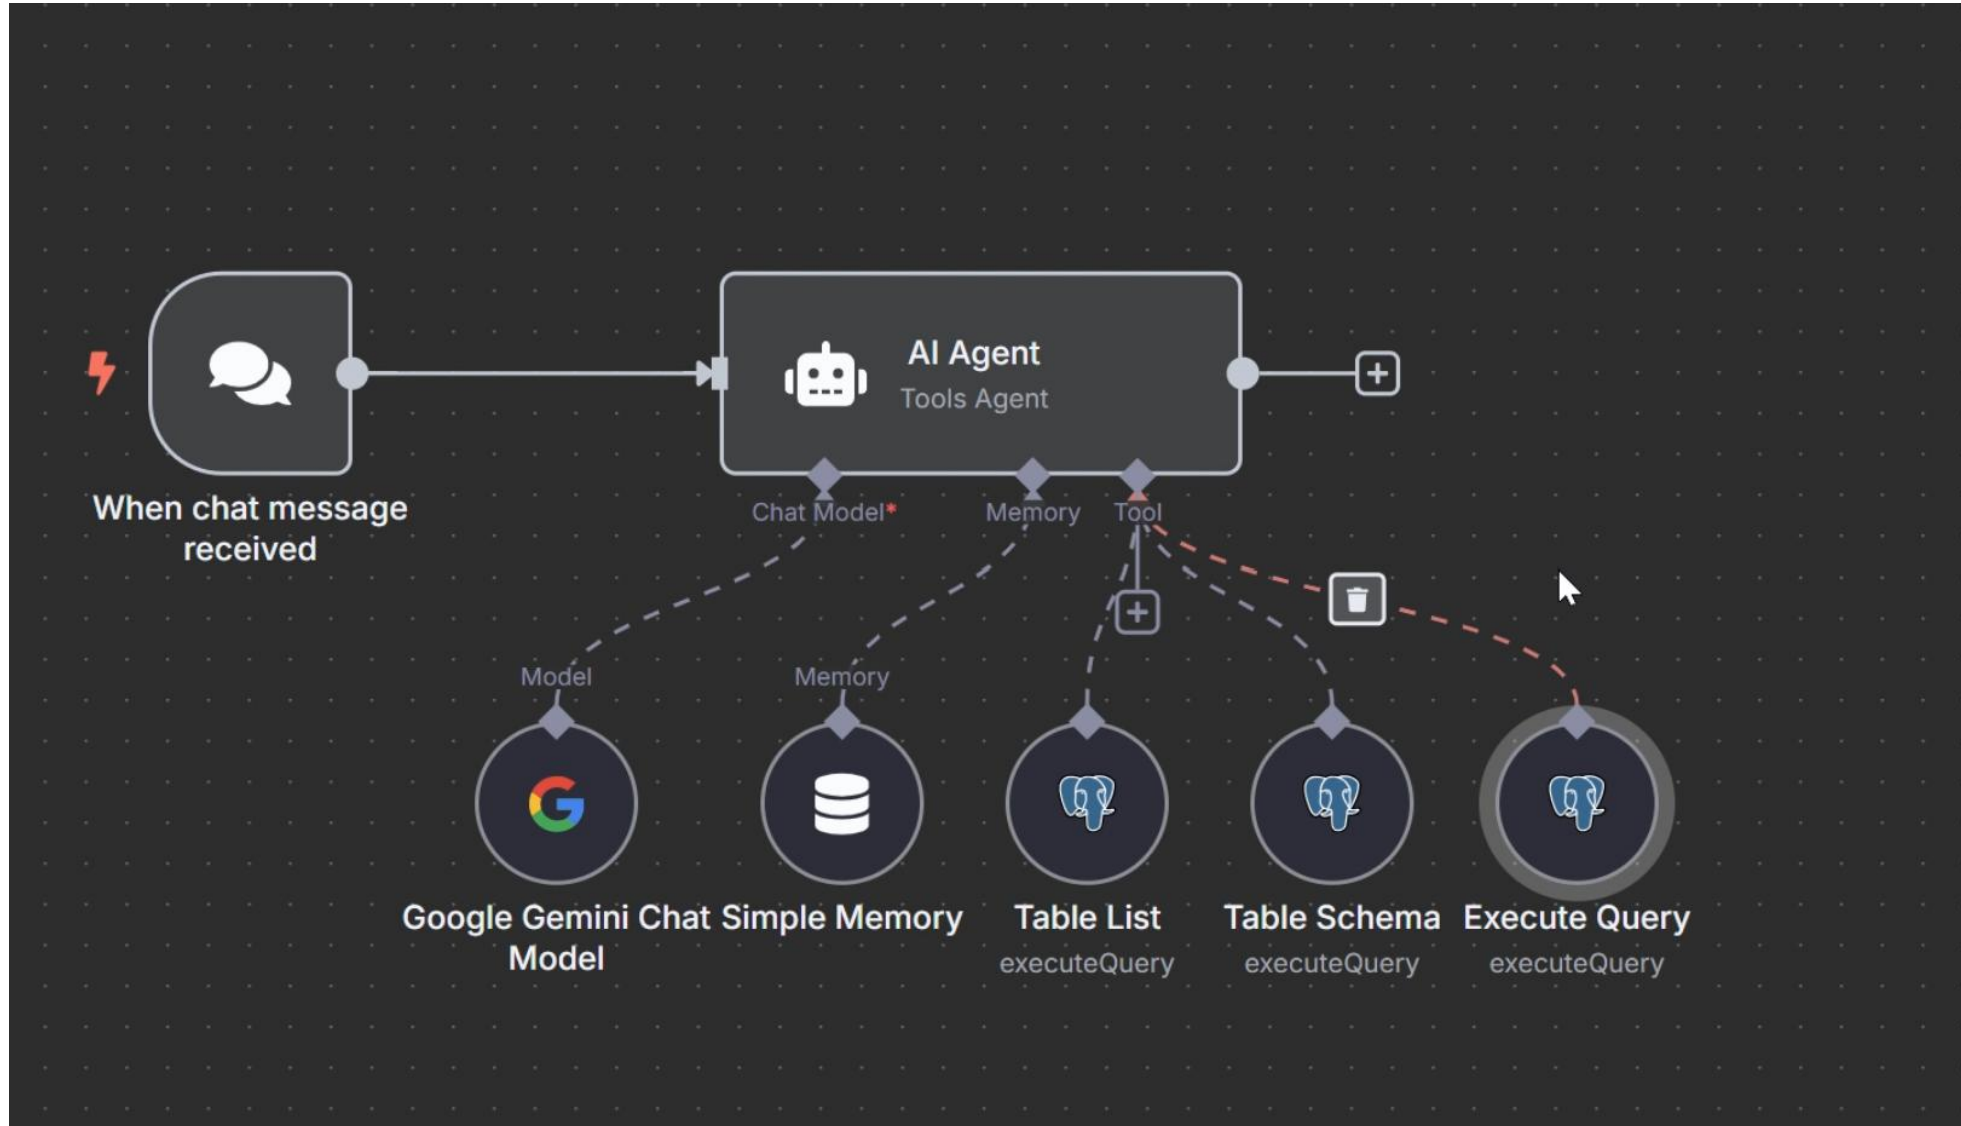 AI Agent
Tools Agent
When chat message
received
Chat Model*
Memory
Tool
Model
Memory
Google Gemini Chat
Model
Simple Memory
Table List
executeQuery
Table Schema
executeQuery
Execute Query
executeQuery